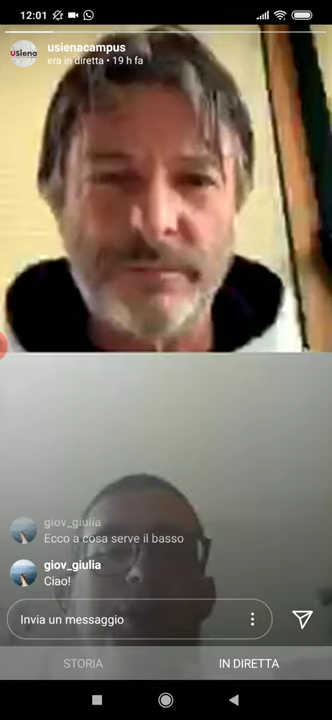 12:01
usienacampus
era in diretta • 19 h fa
USiena
giov_giulia
Ecco a cosa serve il basso
giov_giulia
Ciao!
Invia un messaggio
STORIA
IN DIRETTA